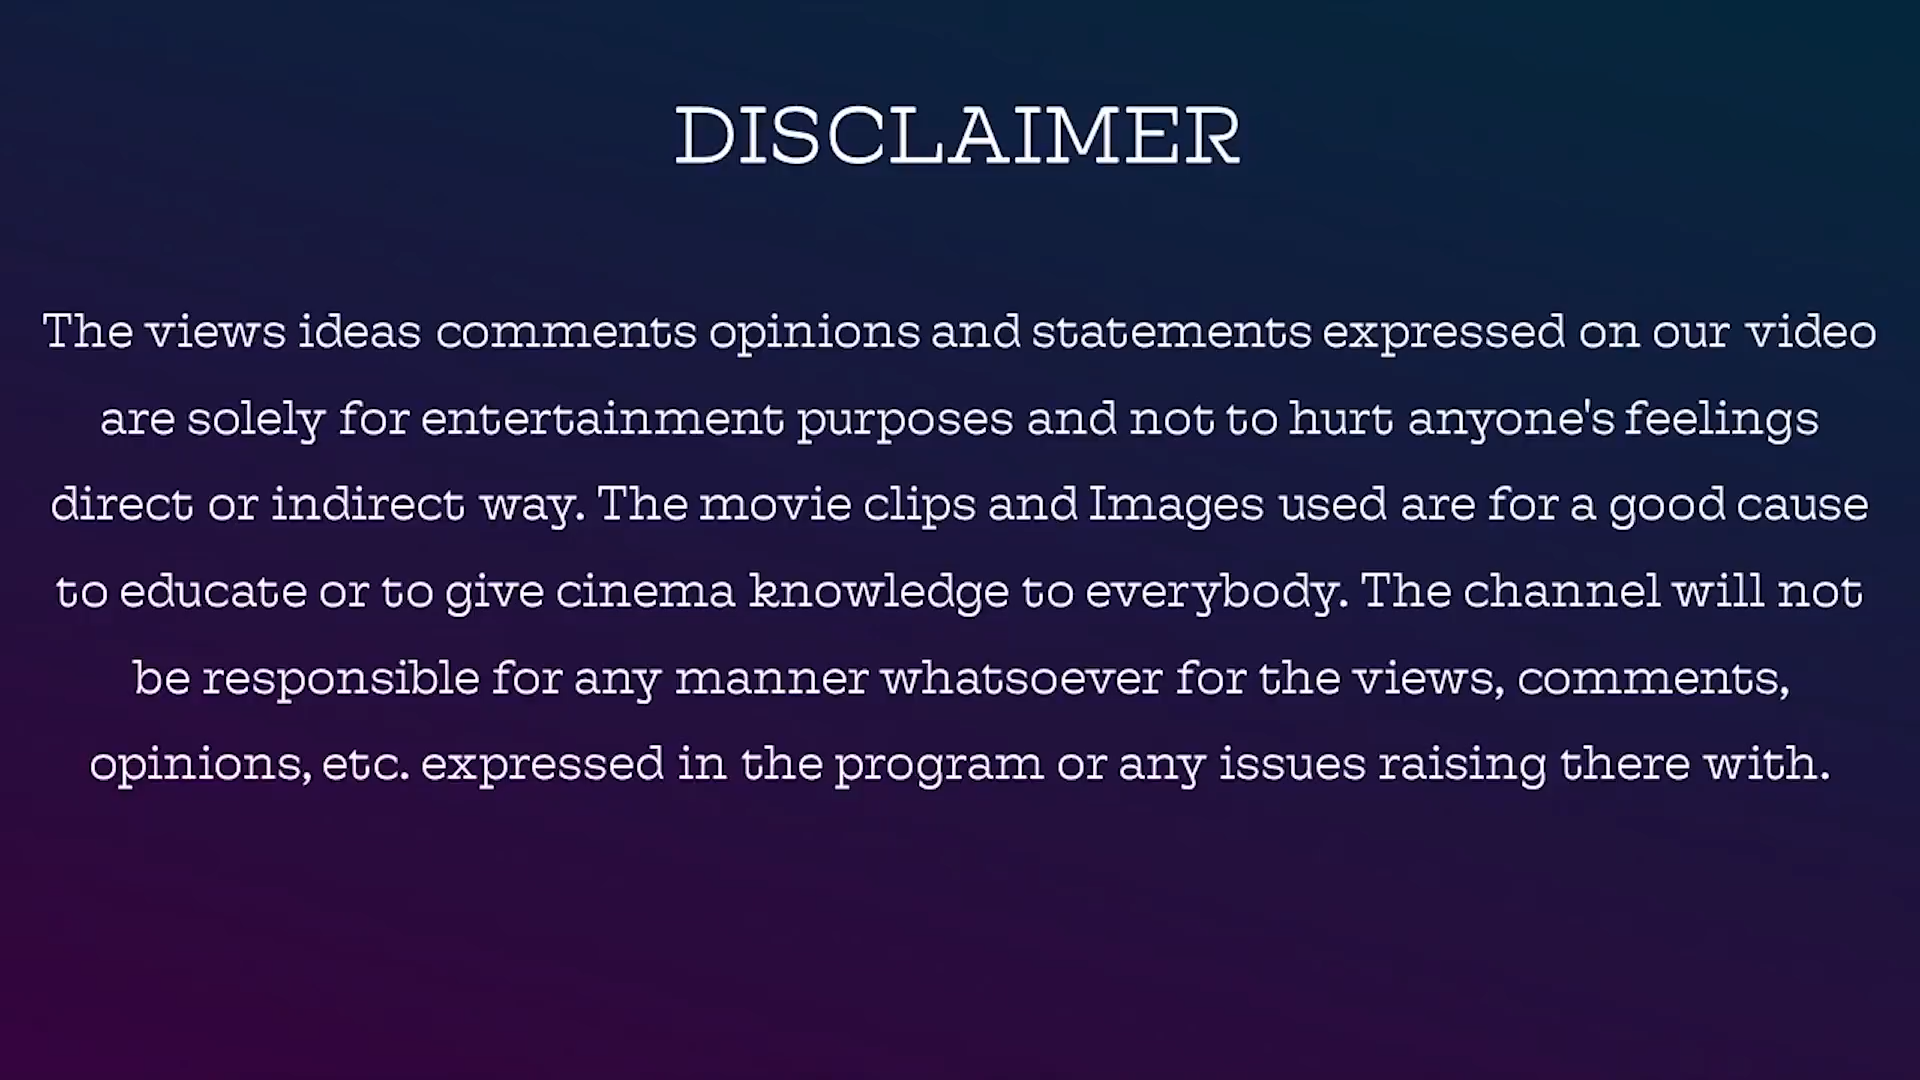 DISCLAIMER
The views ideas comments opinions and statements expressed on our video
are solely for entertainment purposes and not to hurt anyone's feelings
direct or indirect way. The movie clips and Images used are for a good cause
to educate or to give cinema knowledge to everybody. The channel will not
be responsible for any manner whatsoever for the views, comments,
opinions, etc. expressed in the program or any issues raising there with.